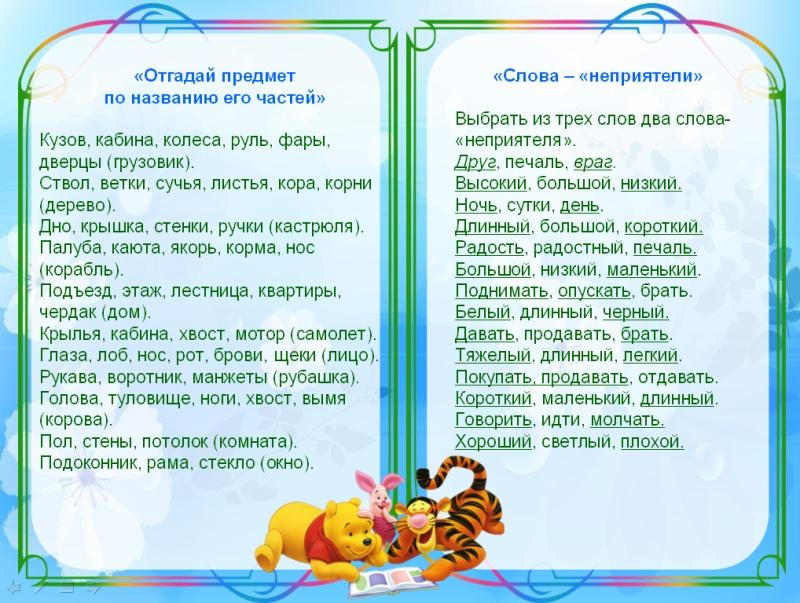 «Отгадай предмет
по названию его частей»
Кузов, кабина, колеса, руль, фары,
дверцы (грузовик).
Ствол, ветки, сучья, листья, кора, корни
(дерево).
Дно, крышка, стенки, ручки (кастрюля).
Палуба, каюта, якорь, корма, нос
(корабль).
Подъезд, этаж, лестница, квартиры,
чердак (дом).
Крылья, кабина, хвост, мотор (самолет).
Глаза, лоб, нос, рот, брови, щеки (лицо).
Рукава, воротник, манжеты (рубашка).
Голова, туловище, ноги, хвост, вымя
(корова).
Пол, стены, потолок (комната).
Подоконник, рама, стекло (окно).
«Слова – «неприятели»
Выбрать из трех слов два слова-
«неприятеля».
Друг, печаль, враг.
Высокий, большой, низкий.
Ночь, сутки, день.
Длинный, большой, короткий.
Радость, радостный, печаль.
Большой, низкий, маленький.
Поднимать, опускать, брать.
Белый, длинный, черный.
Давать, продавать, брать.
Тяжелый, длинный, легкий.
Покупать, продавать, отдавать.
Короткий, маленький, длинный.
Говорить, идти, молчать.
Хороший, светлый, плохой.